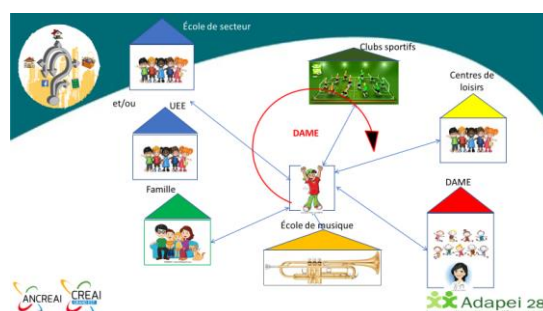 École de secteur
Clubs sportifs
Centres de
loisirs
et/ou
UEE
DAME
Famille
DAME
École de musique
ANCREAI
CREAI
Adapei 28